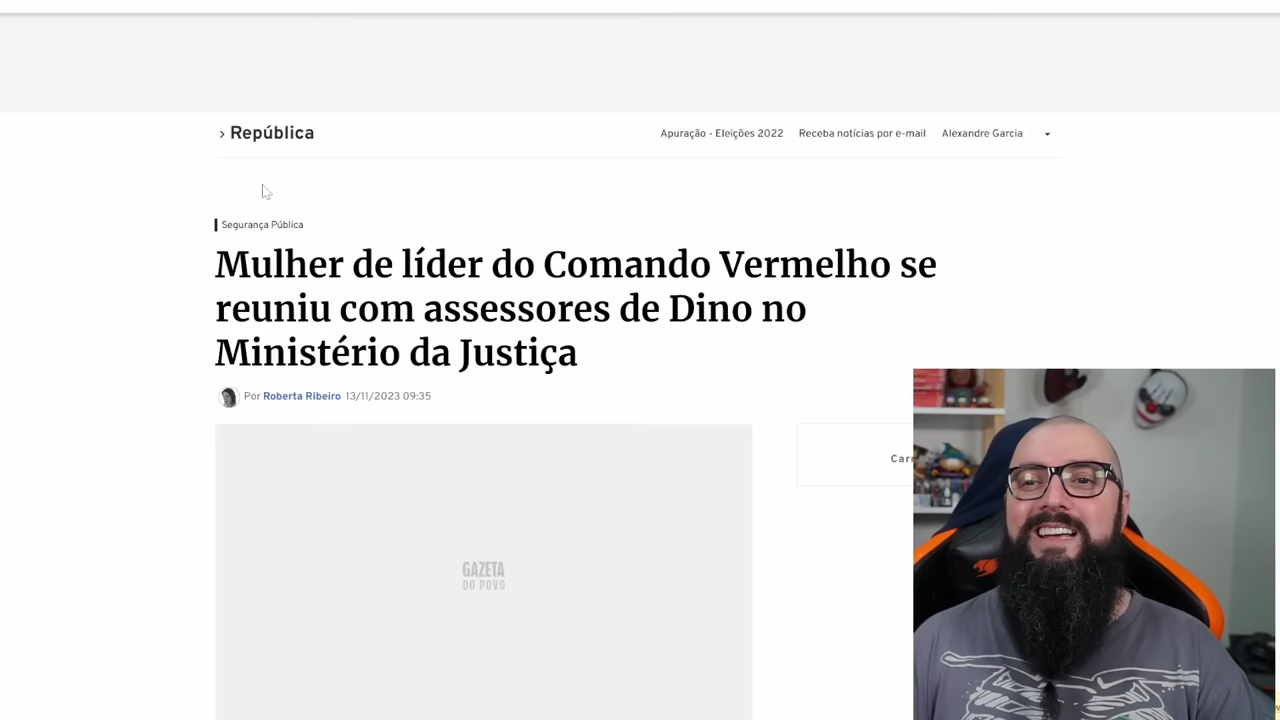 República
Apuração - Eleições 2022 Receba notícias por e-mail Alexandre Garcia
Segurança Pública
Mulher de líder do Comando Vermelho se
reuniu com assessores de Dino no
Ministério da Justiça
Por Roberta Ribeiro 13/11/2023 09:35
GAZETA
DO POVO